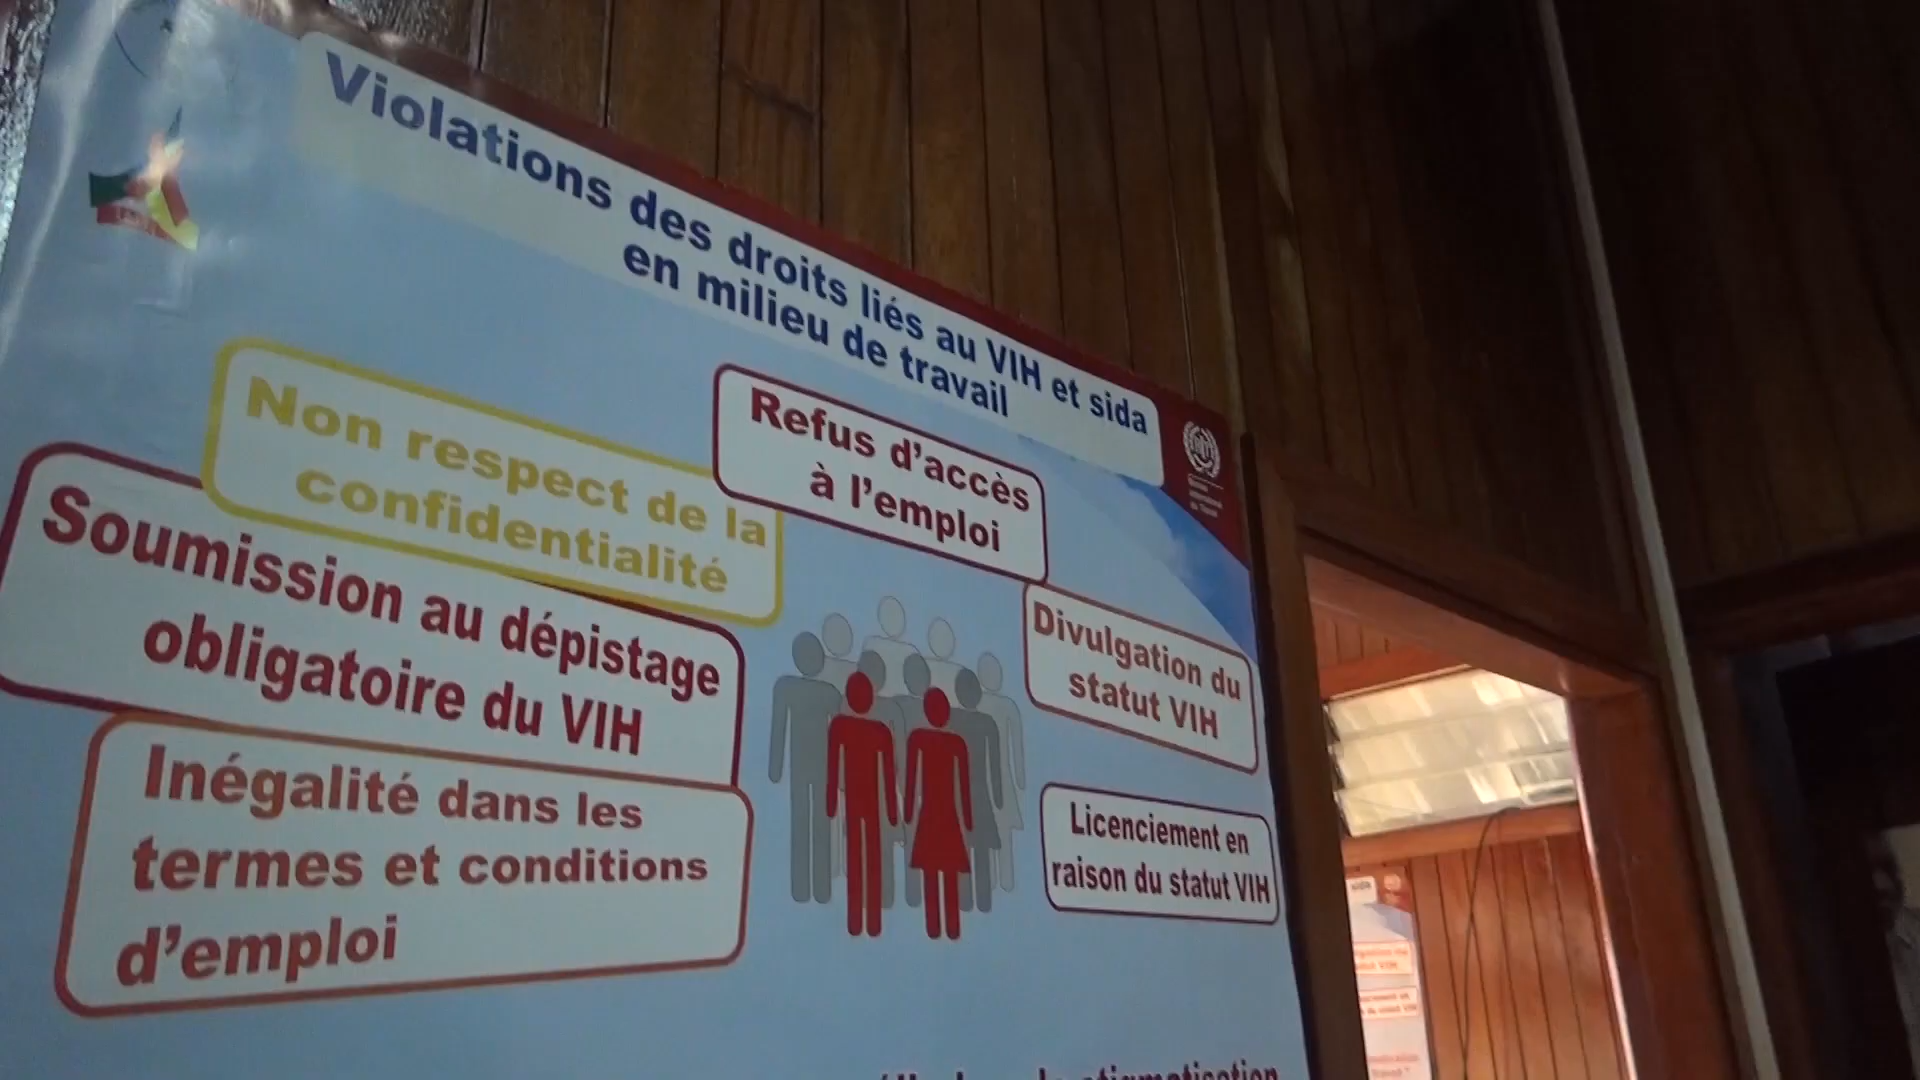 Violations des droits liés au VIH et sida
en milieu de travail
Non respect de la
confidentialité
Refus d'accès
à l'emploi
Soumission au dépistage
obligatoire du VIH
Divulgation du
statut VIH
Inégalité dans les
termes et conditions
d'emploi
Licenciement en
raison du statut VIH
stigmatisation
sida